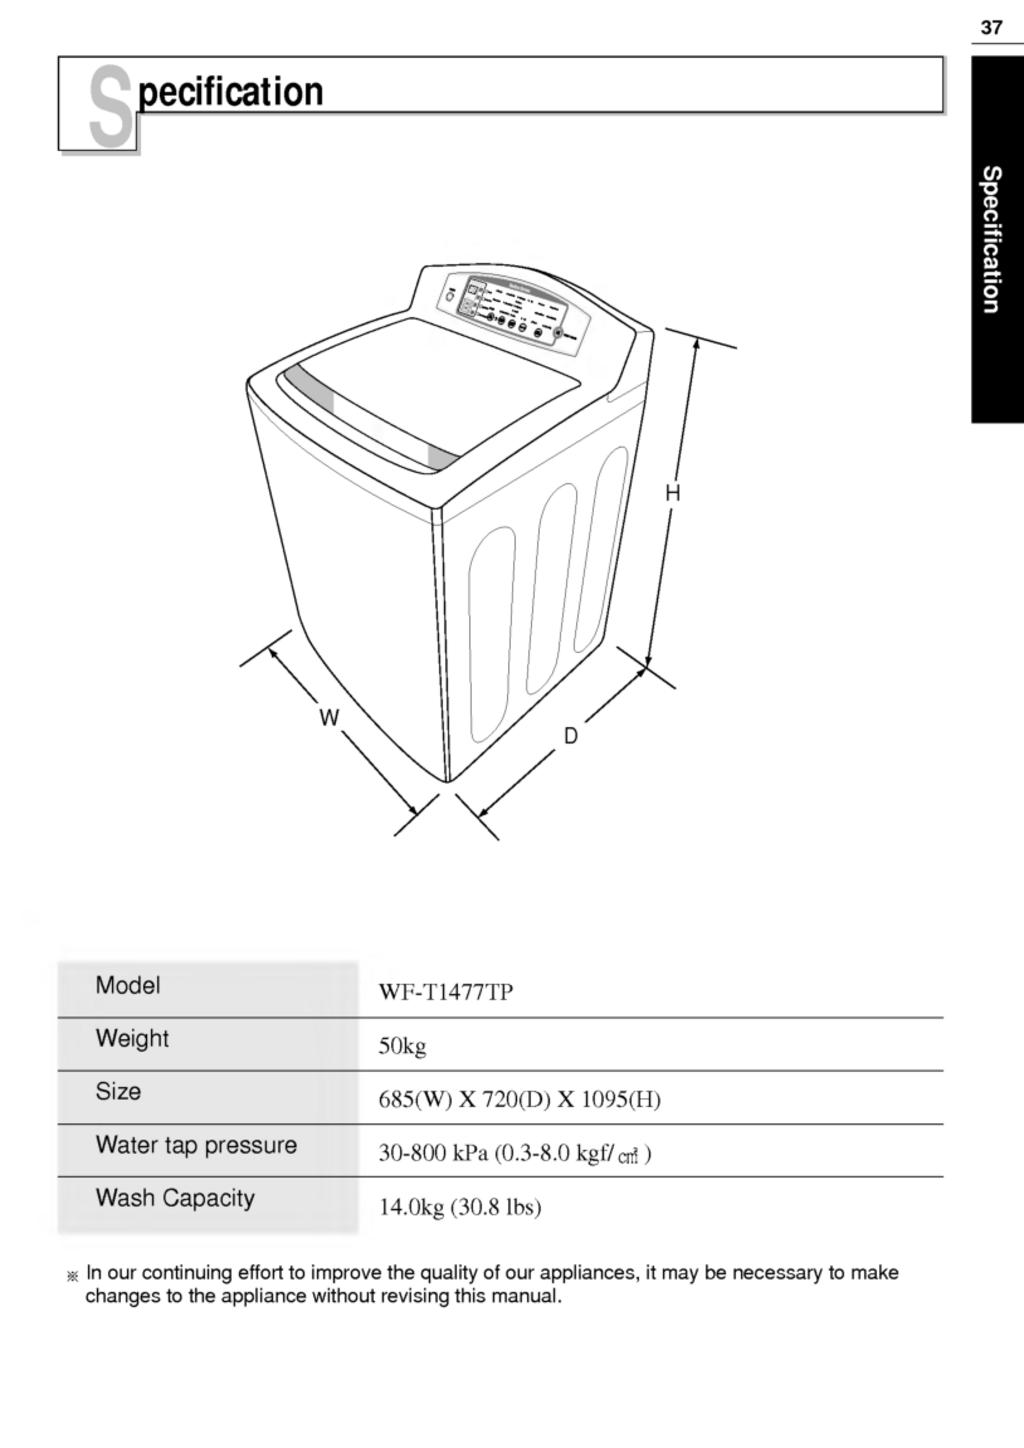 37
Specification
Specification
H
W
D
Model WF-T1477TP
Weight 50kg
Size 685(W) X 720(D) X 1095(H)
Water tap pressure 30-800 kPa (0.3-8.0 kgf/㎠)
Wash Capacity 14.0kg (30.8 lbs)
※ In our continuing effort to improve the quality of our appliances, it may be necessary to make
changes to the appliance without revising this manual.